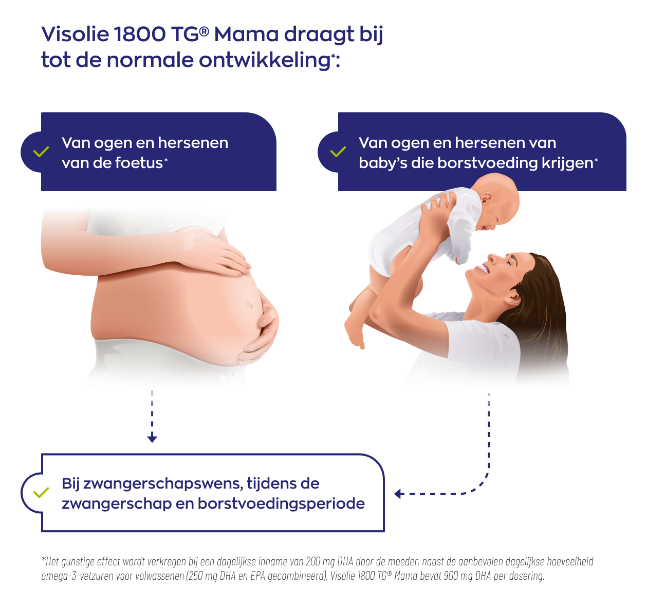 Visolie 1800 TG® Mama draagt bij
tot de normale ontwikkeling*:
Van ogen en hersenen
van de foetus*
Van ogen en hersenen van
baby's die borstvoeding krijgen*
Bij zwangerschapswens, tijdens de
zwangerschap en borstvoedingsperiode
*Het gunstige effect wordt verkregen bij een dagelijkse inname van 200 mg DHA door de moeder, naast de aanbevolen dagelijkse hoeveelheid
omega-3-vetzuren voor volwassenen (250 mg DHA en EPA gecombineerd). Visolie 1800 TG® Mama bevat 960 mg DHA per dosering.